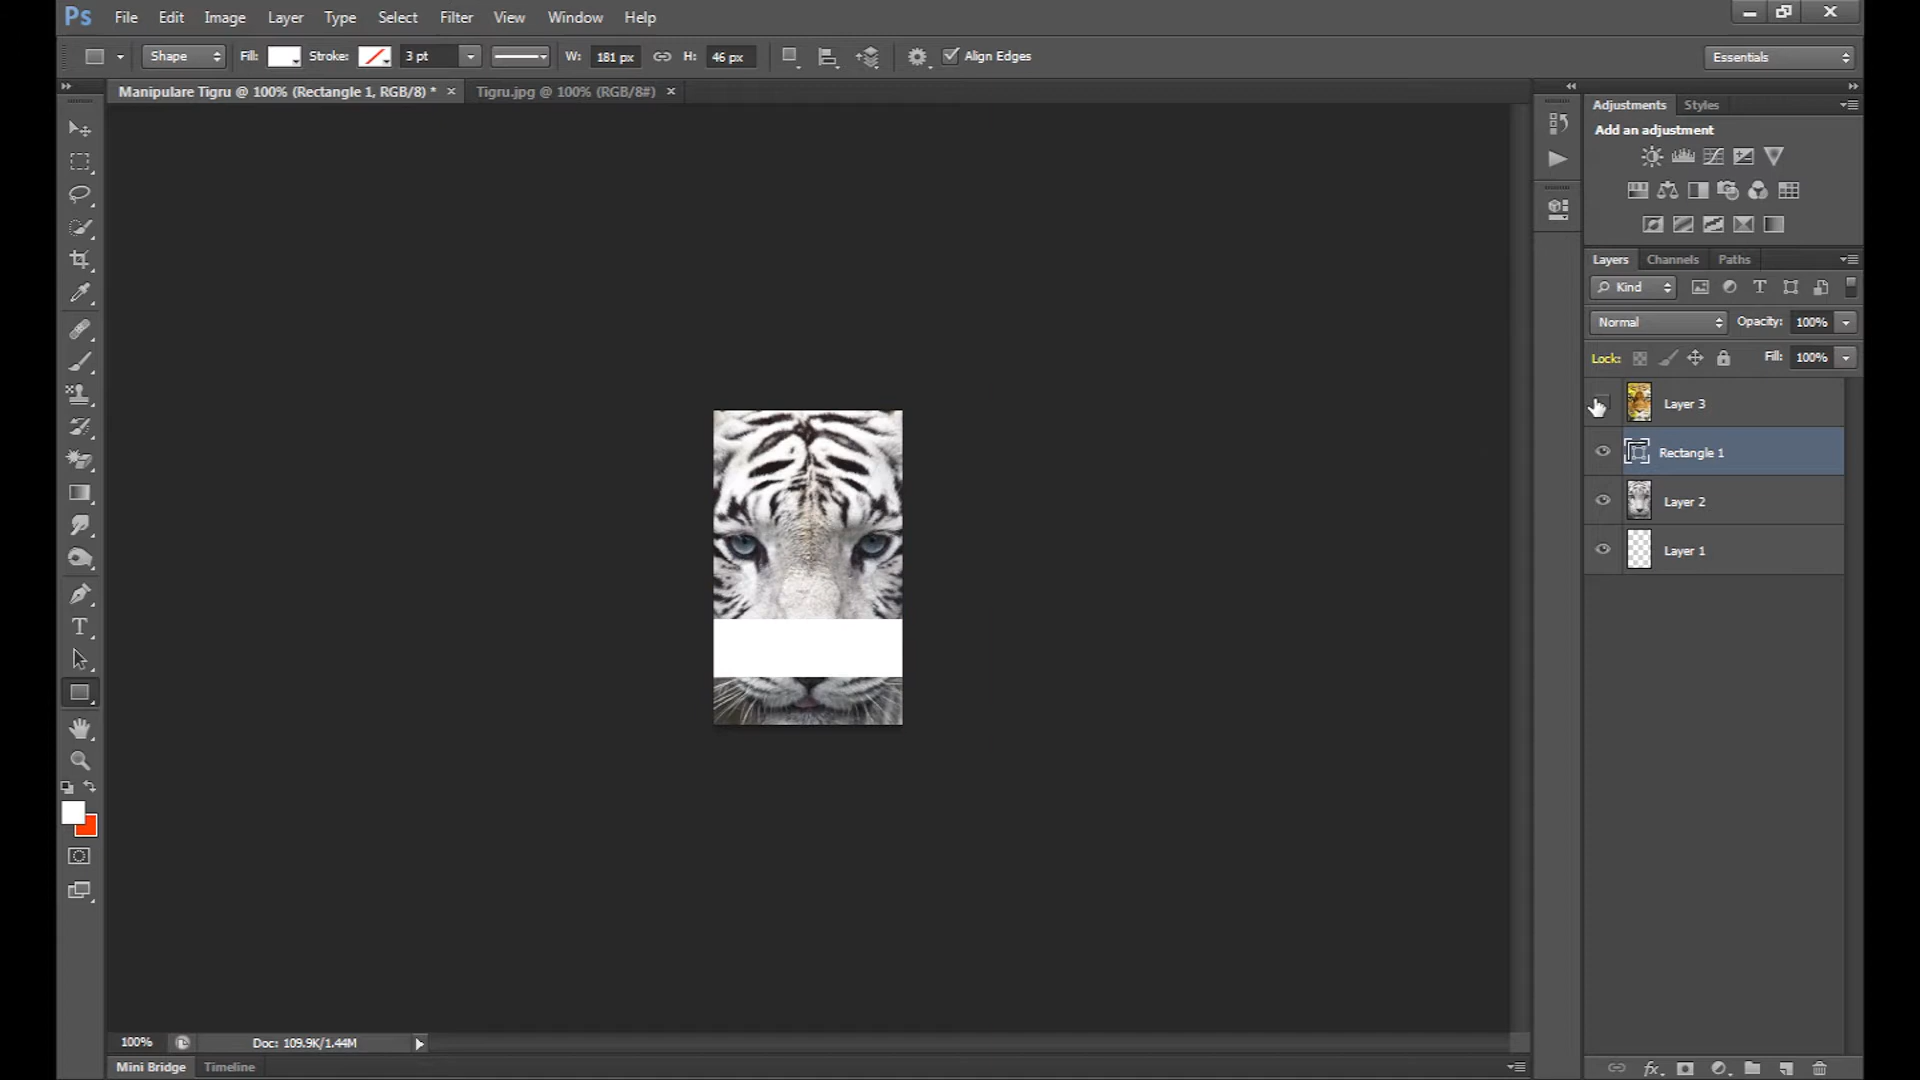 Ps File Edit Image Layer Type Select Filter View Window Help
Shape Fill: Stroke: 3 pt W: 181 px H: 46 px Align Edges Essentials
Manipulare Tigru @ 100% (Rectangle 1, RGB/8) * Tigru.jpg @ 100% (RGB/8#)
Adjustments Styles
Add an adjustment
Layers Channels Paths
Kind
Normal Opacity: 100%
Lock: Fill: 100%
Layer 3
Rectangle 1
Layer 2
Layer 1
100% Doc: 109.9K/1.44M
Mini Bridge Timeline